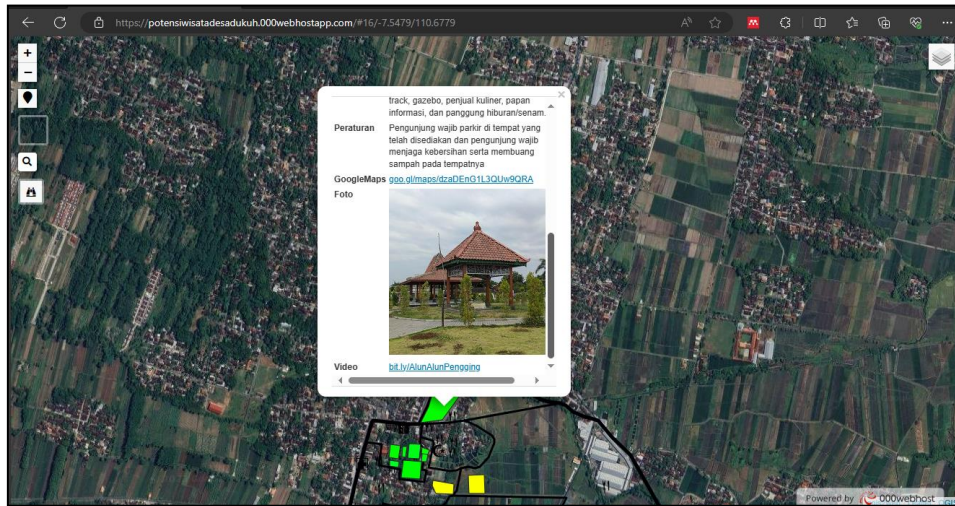 https://potensiwisatadesadukuh.000webhostapp.com/#16/-7.5479/110.6779
+
−
track, gazebo, penjual kuliner, papan
informasi, dan panggung hiburan/senam.
Peraturan Pengunjung wajib parkir di tempat yang
telah disediakan dan pengunjung wajib
menjaga kebersihan serta membuang
sampah pada tempatnya
GoogleMaps goo.gl/maps/dzaDEnG1L3QUw9QRA
Foto
Video bit.ly/AlunAlunPengging
Powered by 000webhost